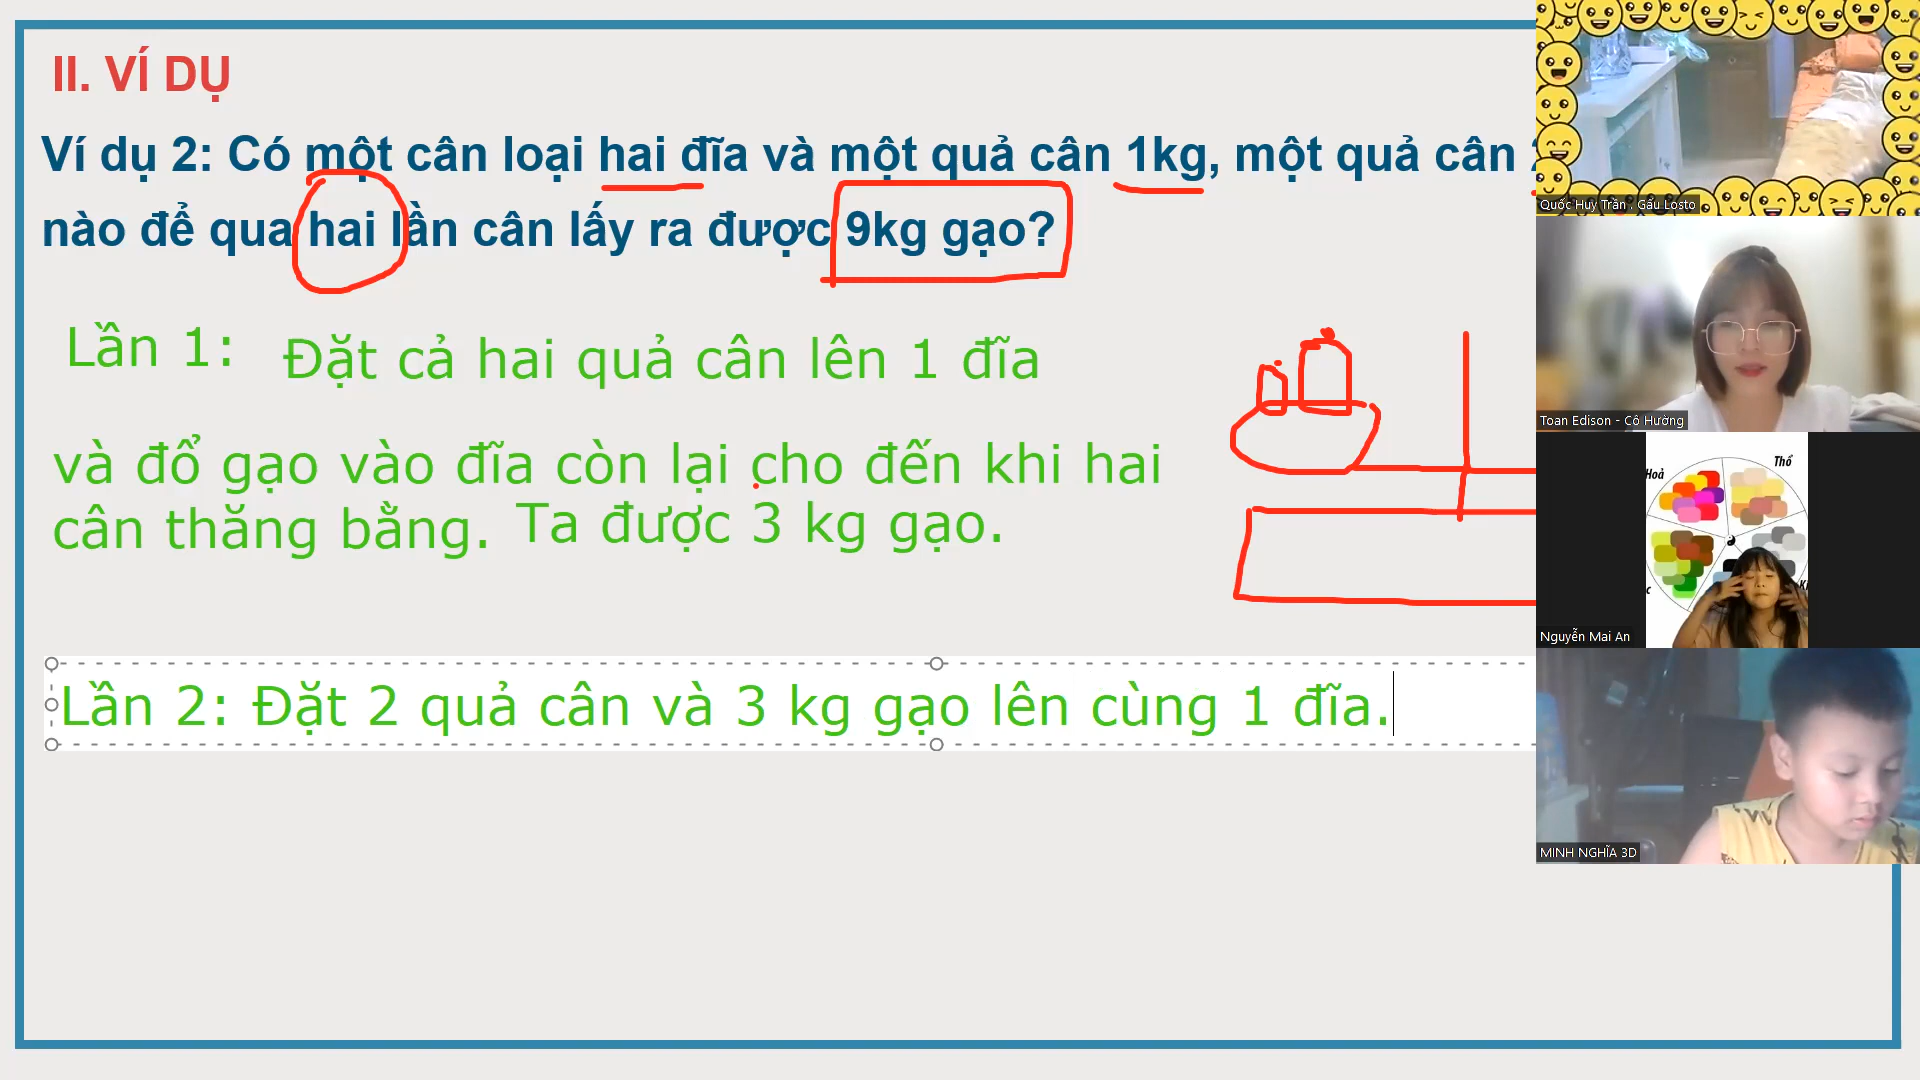 II. VÍ DỤ
Ví dụ 2: Có một cân loại hai đĩa và một quả cân 1kg, một quả cân
nào để qua hai lần cân lấy ra được 9kg gạo?
Lần 1: Đặt cả hai quả cân lên 1 đĩa
và đổ gạo vào đĩa còn lại cho đến khi hai
cân thăng bằng. Ta được 3 kg gạo.
Lần 2: Đặt 2 quả cân và 3 kg gạo lên cùng 1 đĩa.
Quốc Huy Trần . Gấu Losto
Toan Edison - Cô Hường
Hoả
Thổ
Nguyễn Mai An
MINH NGHĨA 3D